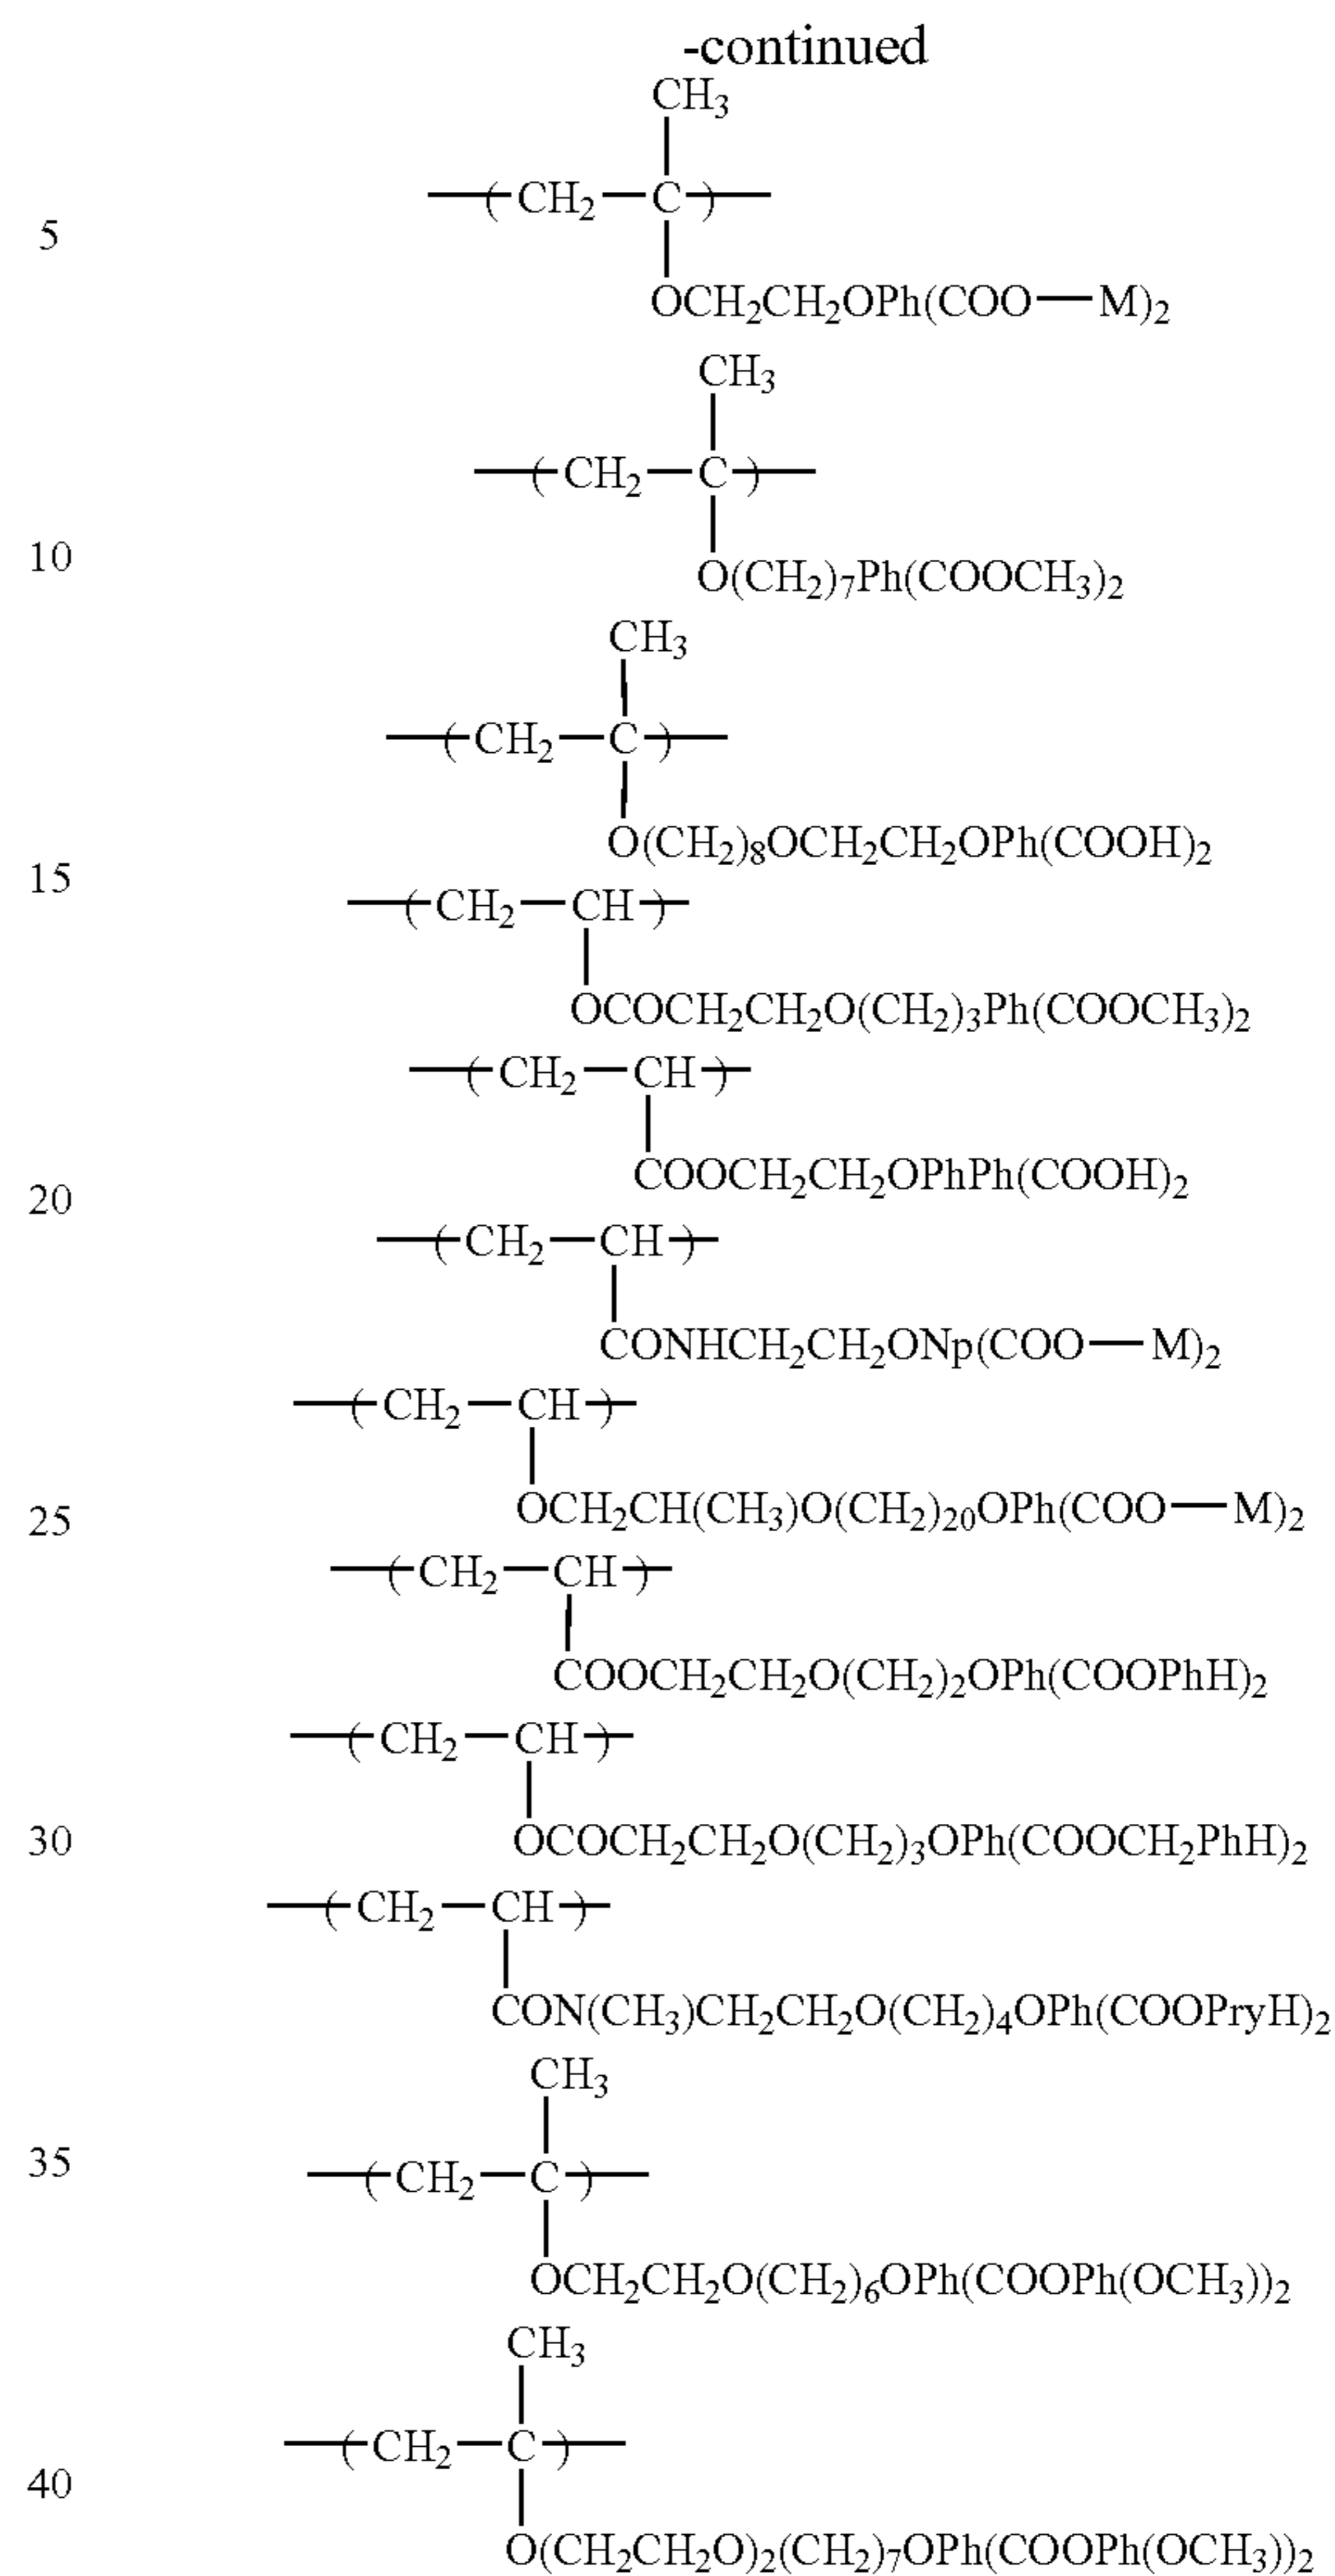 -continued
CH₃
—( CH₂—C )—
5
OCH₂CH₂OPh(COO—M)₂
CH₃
—( CH₂—C )—
10
O(CH₂)₇Ph(COOCH₃)₂
CH₃
—( CH₂—C )—
O(CH₂)₈OCH₂CH₂OPh(COOH)₂
15
—( CH₂—CH )—
OCOCH₂CH₂O(CH₂)₃Ph(COOCH₃)₂
—( CH₂—CH )—
COOCH₂CH₂OPhPh(COOH)₂
20
—( CH₂—CH )—
CONHCH₂CH₂ONp(COO—M)₂
—( CH₂—CH )—
OCH₂CH(CH₃)O(CH₂)₂₀OPh(COO—M)₂
25
—( CH₂—CH )—
COOCH₂CH₂O(CH₂)₂OPh(COOPhH)₂
—( CH₂—CH )—
30
OCOCH₂CH₂O(CH₂)₃OPh(COOCH₂PhH)₂
—( CH₂—CH )—
CON(CH₃)CH₂CH₂O(CH₂)₄OPh(COOPryH)₂
CH₃
35
—( CH₂—C )—
OCH₂CH₂O(CH₂)₆OPh(COOPh(OCH₃))₂
CH₃
—( CH₂—C )—
40
O(CH₂CH₂O)₂(CH₂)₇OPh(COOPh(OCH₃))₂